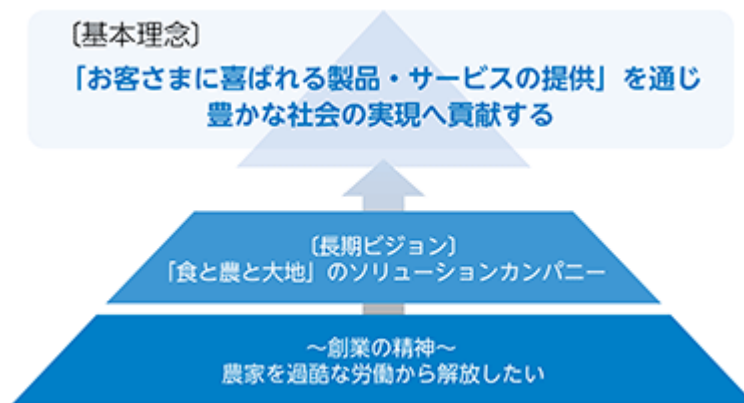 〔基本理念〕
「お客さまに喜ばれる製品・サービスの提供」を通じ
豊かな社会の実現へ貢献する
〔長期ビジョン〕
「食と農と大地」のソリューションカンパニー
～創業の精神～
農家を過酷な労働から解放したい